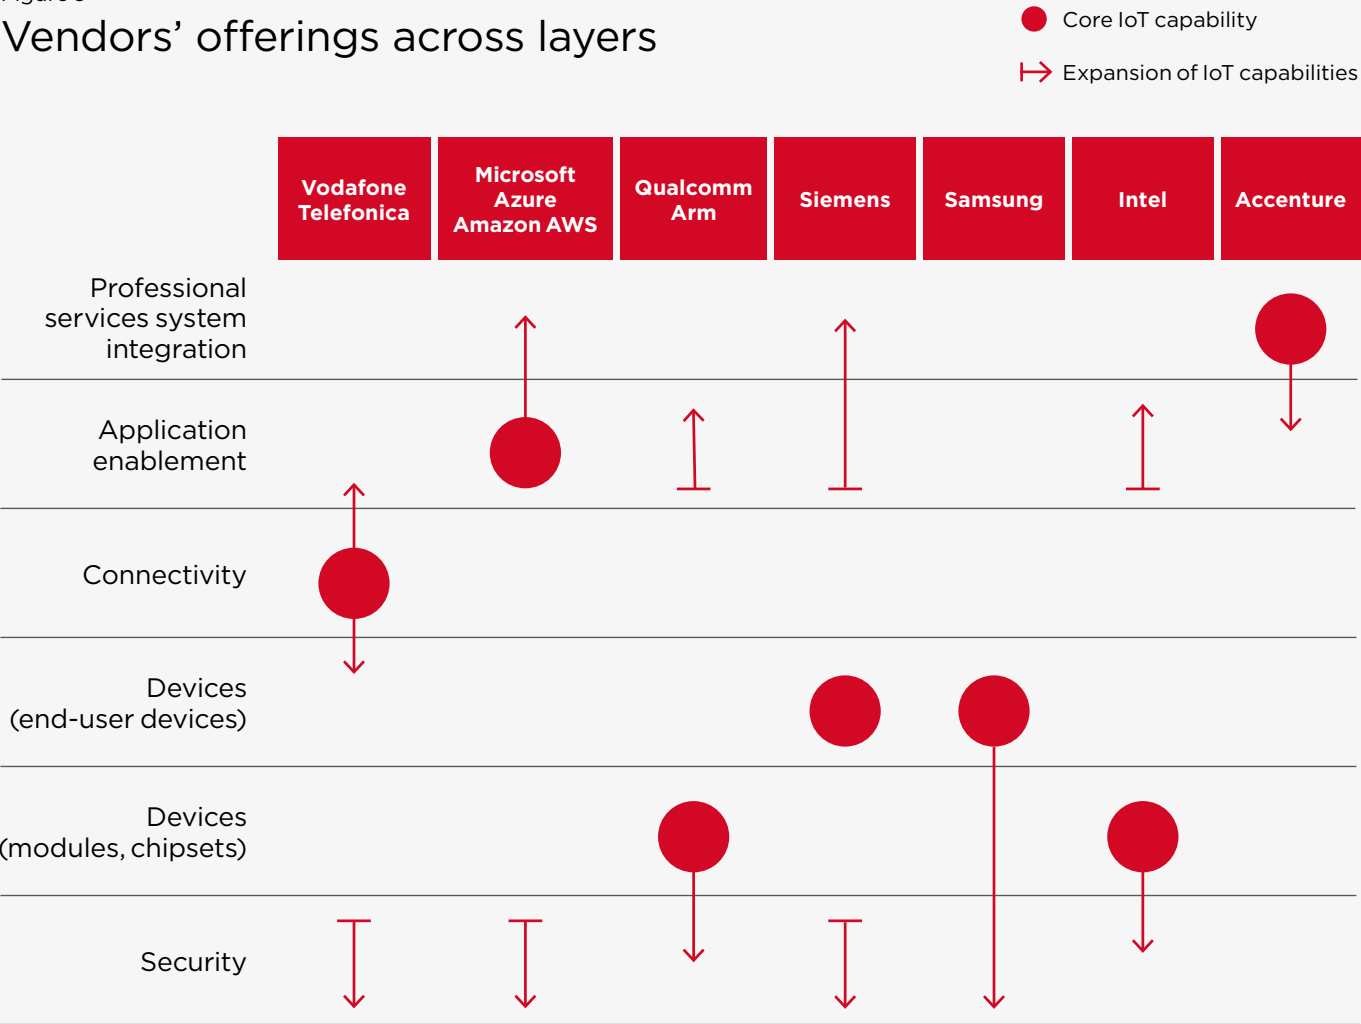 Vendors' offerings across layers
Core IoT capability
Expansion of IoT capabilities
Vodafone
Telefonica
Microsoft
Azure
Amazon AWS
Qualcomm
Arm
Siemens
Samsung
Intel
Accenture
Professional
services system
integration
Application
enablement
Connectivity
Devices
(end-user devices)
Devices
(modules, chipsets)
Security